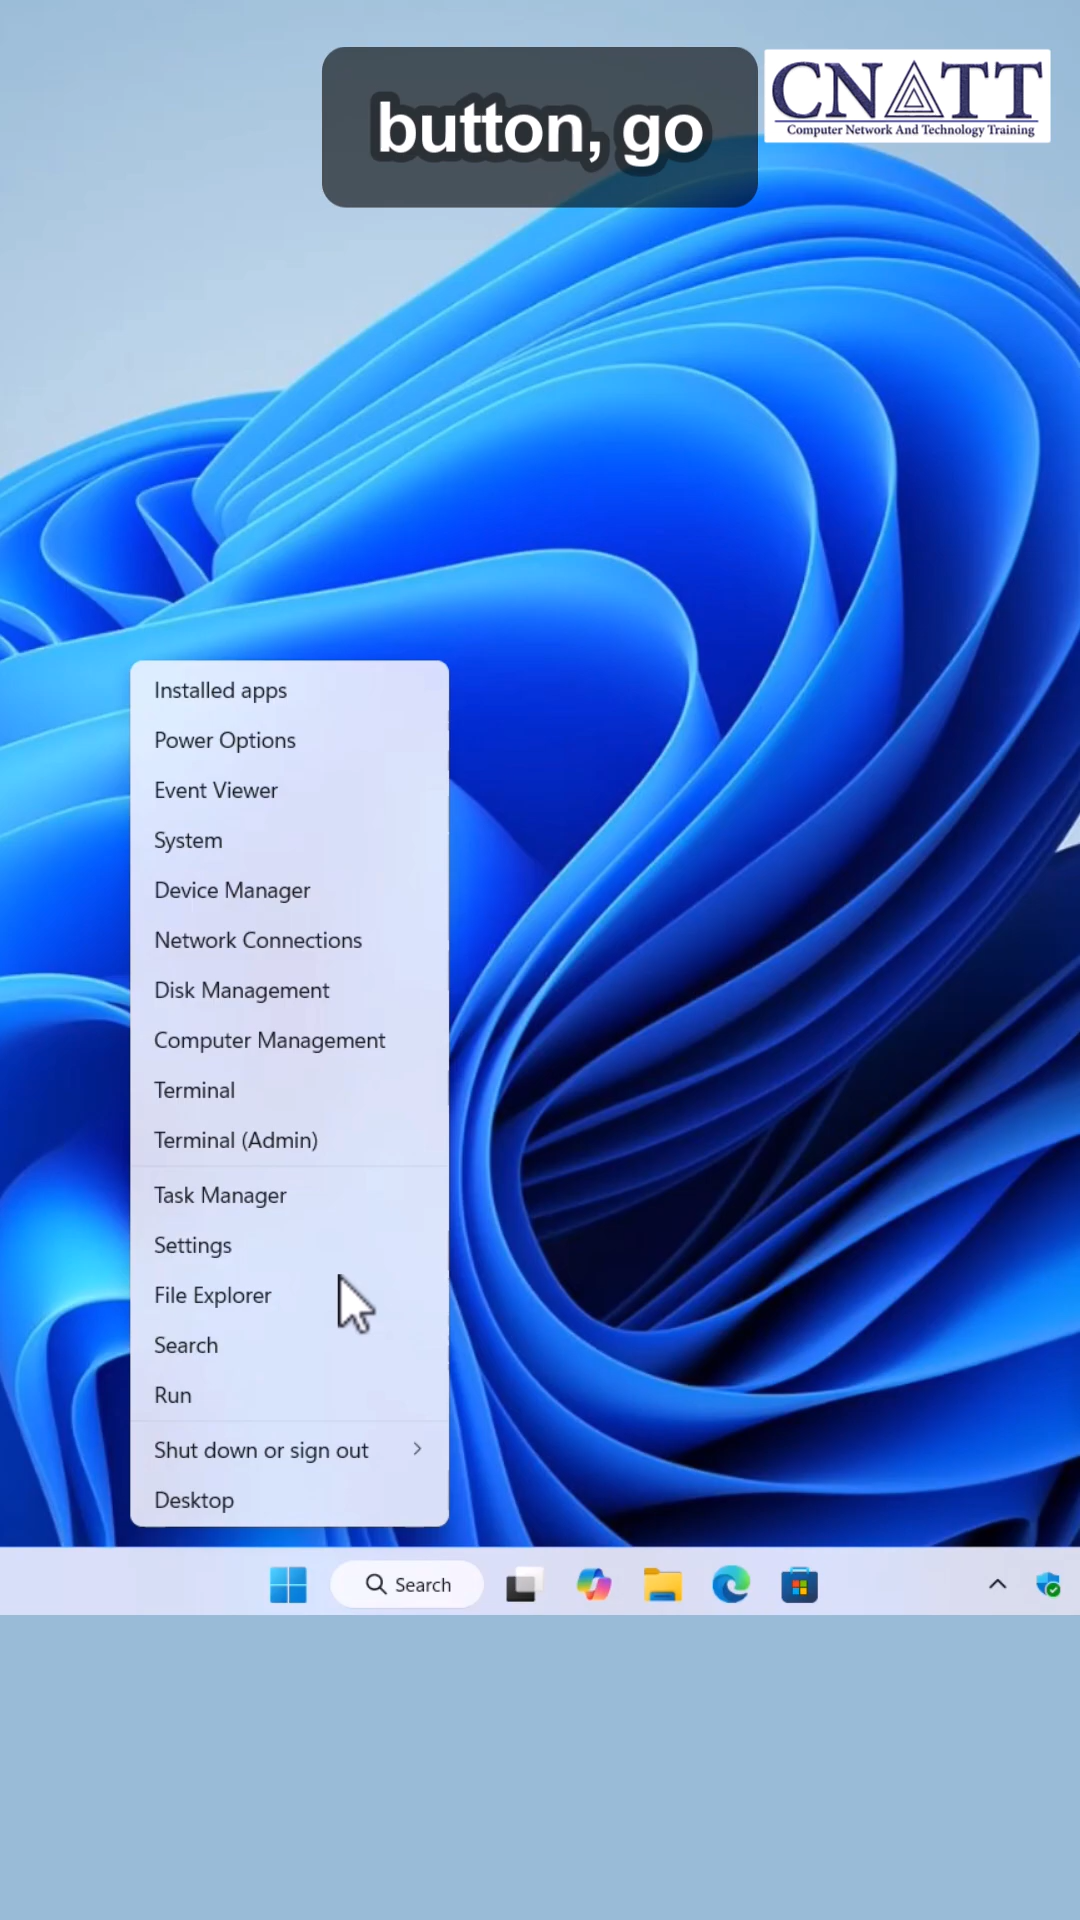 button, go
CNATT
Computer Network And Technology Training
Installed apps
Power Options
Event Viewer
System
Device Manager
Network Connections
Disk Management
Computer Management
Terminal
Terminal (Admin)
Task Manager
Settings
File Explorer
Search
Run
Shut down or sign out
Desktop
Search